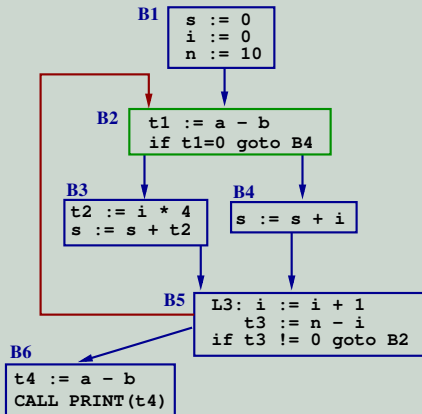 B1
s := 0
i := 0
n := 10
B2
t1 := a - b
if t1=0 goto B4
B3
t2 := i * 4
s := s + t2
B4
s := s + i
B5
L3: i := i + 1
t3 := n - i
if t3 != 0 goto B2
B6
t4 := a - b
CALL PRINT(t4)